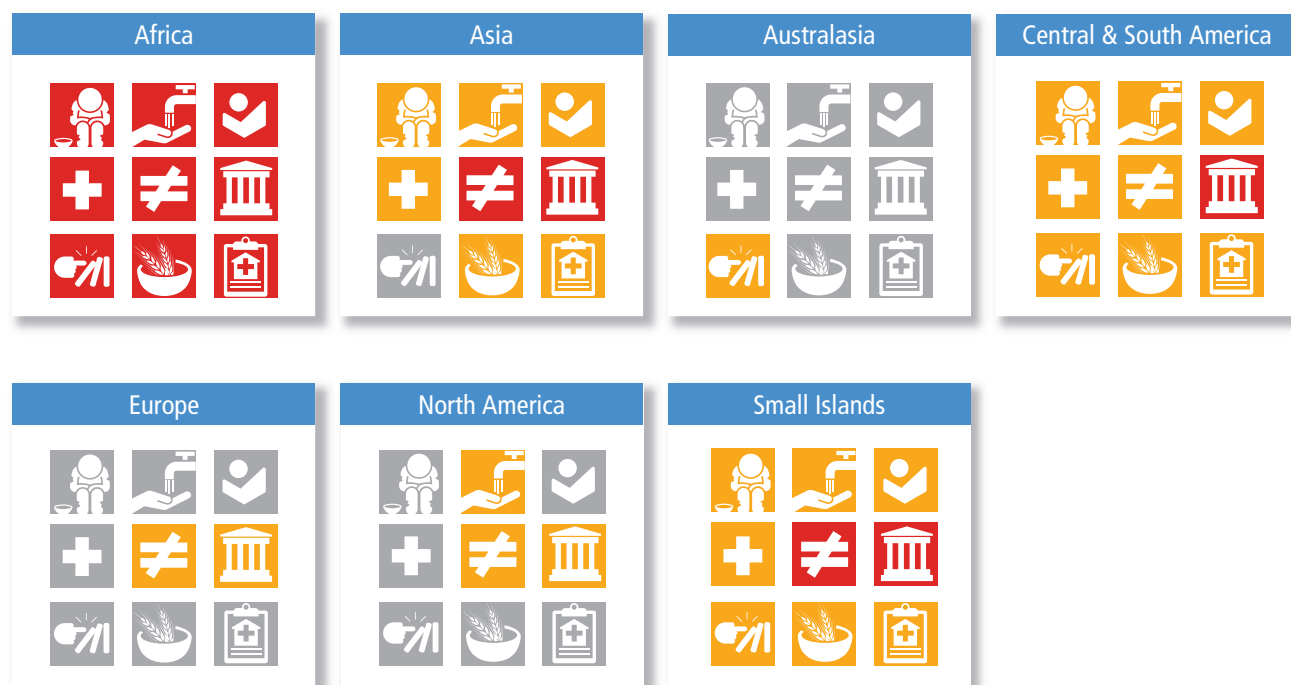 Africa
Asia
Australasia
Central & South America
Europe
North America
Small Islands